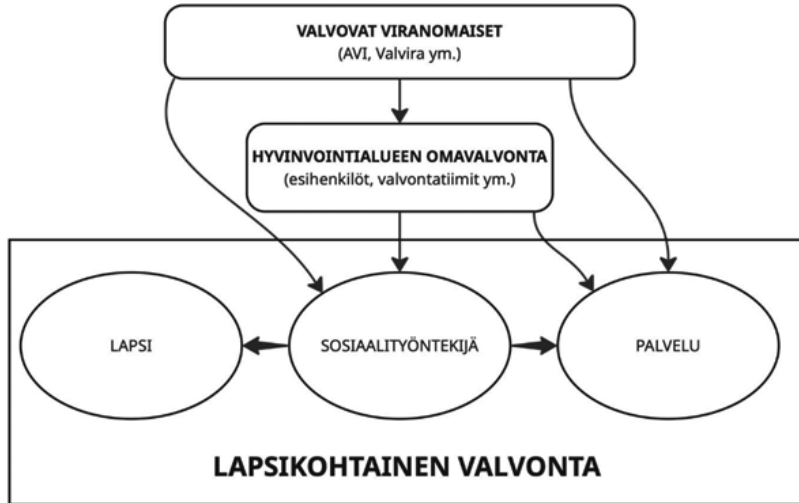 VALVOVAT VIRANOMAISET
(AVI, Valvira ym.)
HYVINVOINTIALUEEN OMAVALVONTA
(esihenkilöt, valvontatiimit ym.)
LAPSI
SOSIAALITYÖNTEKIJÄ
PALVELU
LAPSIKOHTAINEN VALVONTA